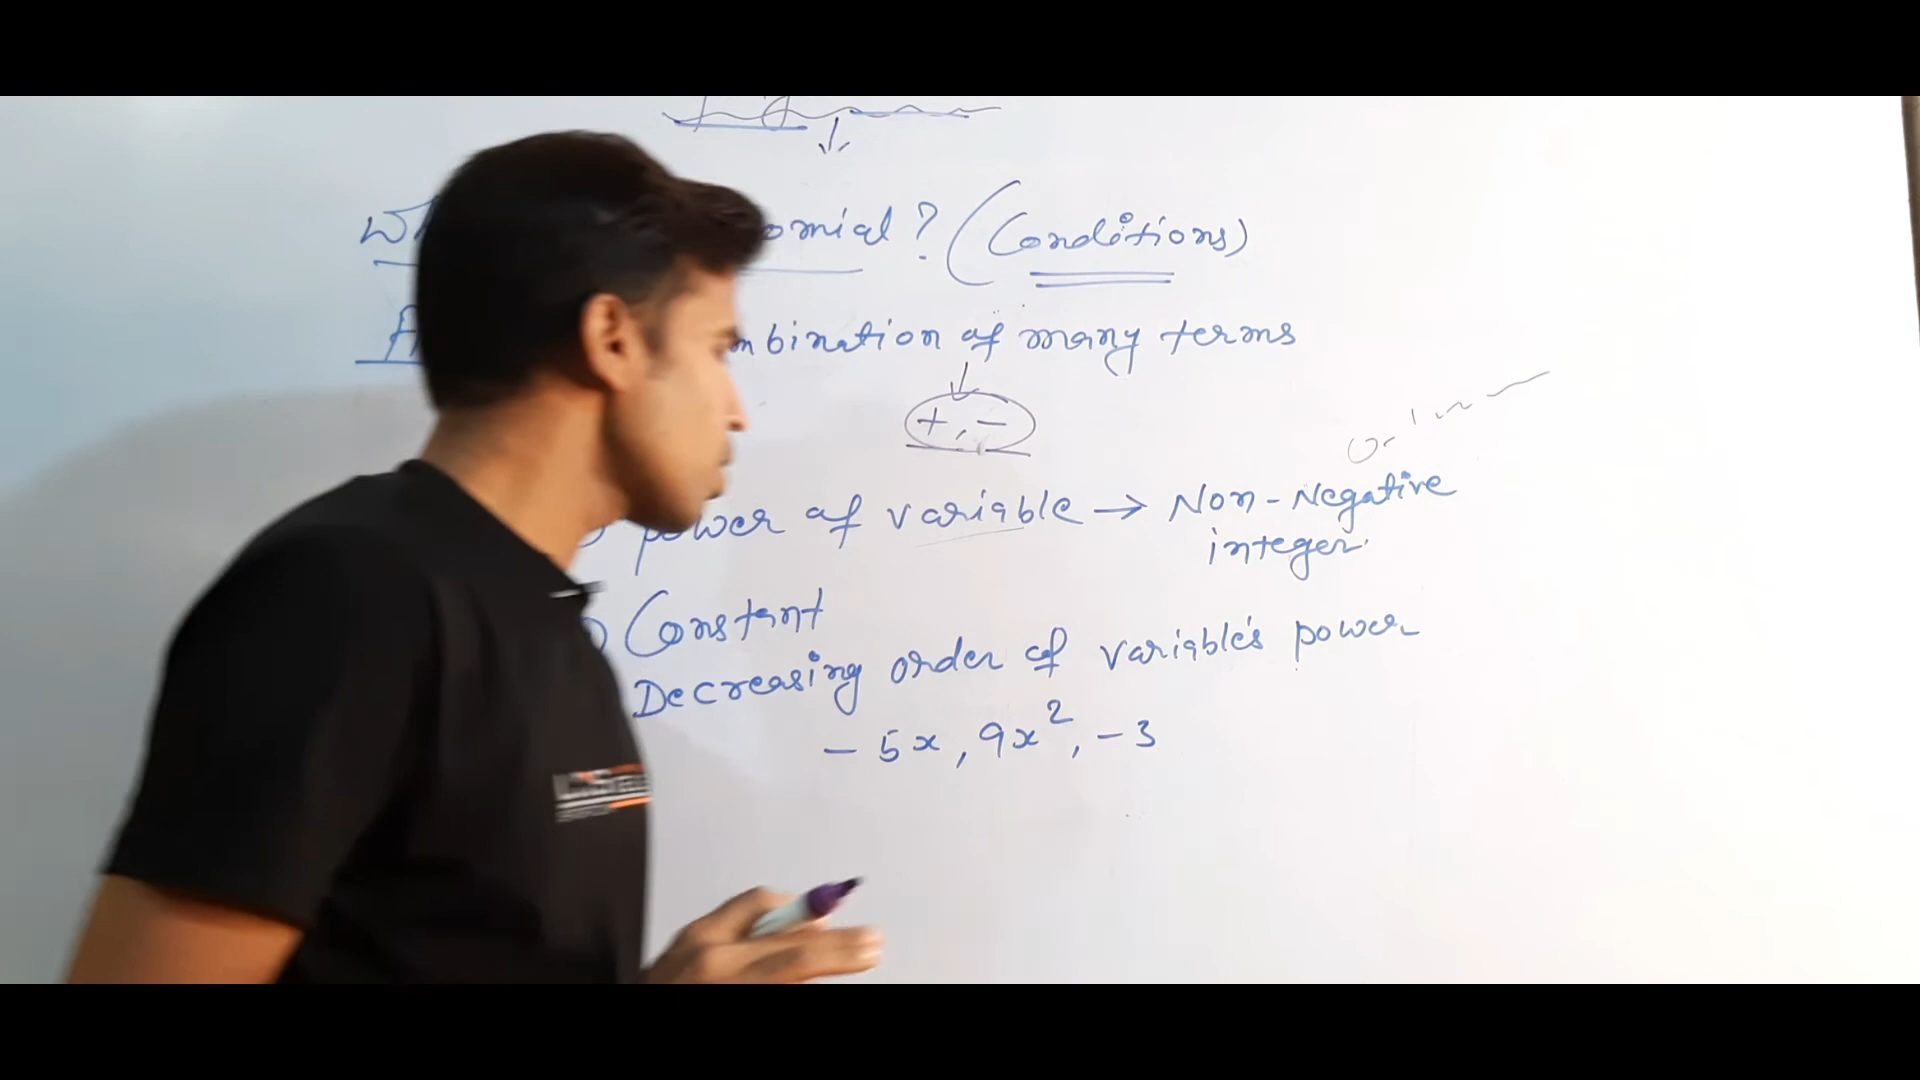 omial ? (Conditions)
mbination of many terms
+, -
Power of variable → Non-Negative
integer.
Constant
Decreasing order of variable's power
- 5x, 9x², -3